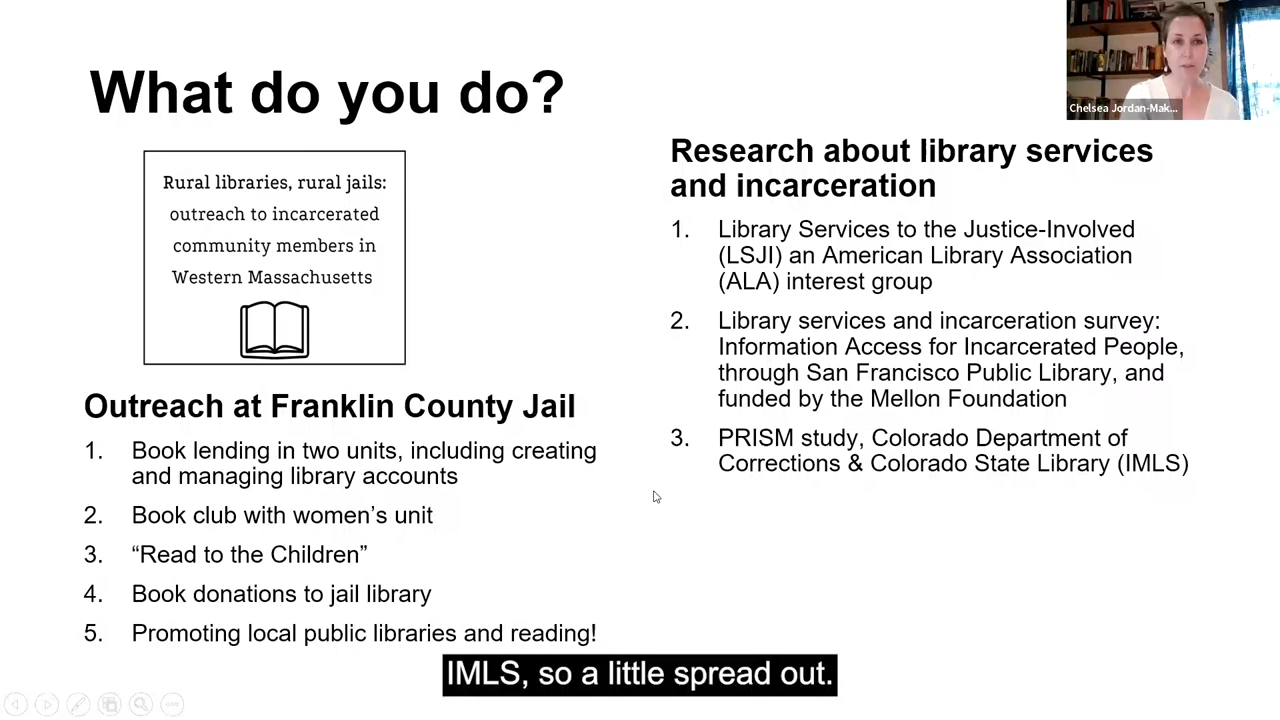 What do you do?
Chelsea Jordan-Mak...
Rural libraries, rural jails:
outreach to incarcerated
community members in
Western Massachusetts
Outreach at Franklin County Jail
1. Book lending in two units, including creating
and managing library accounts
2. Book club with women’s unit
3. “Read to the Children”
4. Book donations to jail library
5. Promoting local public libraries and reading!
Research about library services
and incarceration
1. Library Services to the Justice-Involved
(LSJI) an American Library Association
(ALA) interest group
2. Library services and incarceration survey:
Information Access for Incarcerated People,
through San Francisco Public Library, and
funded by the Mellon Foundation
3. PRISM study, Colorado Department of
Corrections & Colorado State Library (IMLS)
IMLS, so a little spread out.